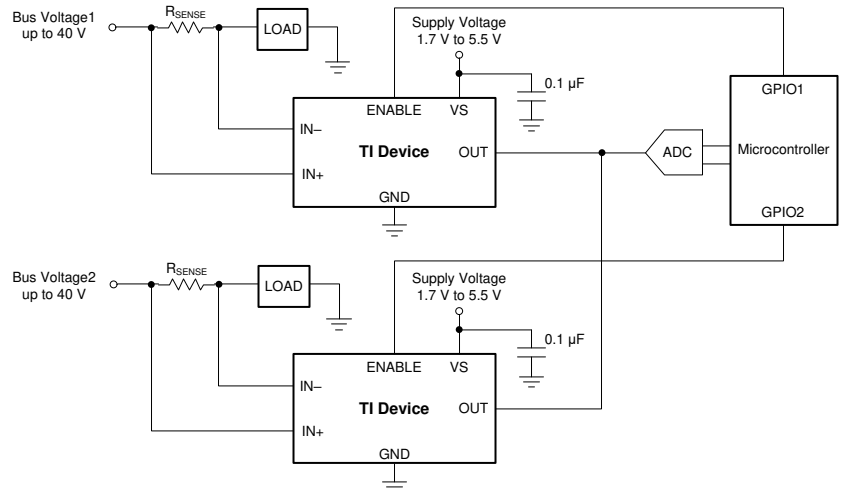 Bus Voltage1
up to 40 V
RSENSE
LOAD
Supply Voltage
1.7 V to 5.5 V
0.1 µF
ENABLE
VS
IN–
TI Device
OUT
IN+
GND
ADC
GPIO1
Microcontroller
GPIO2
Bus Voltage2
up to 40 V
RSENSE
LOAD
Supply Voltage
1.7 V to 5.5 V
0.1 µF
ENABLE
VS
IN–
TI Device
OUT
IN+
GND